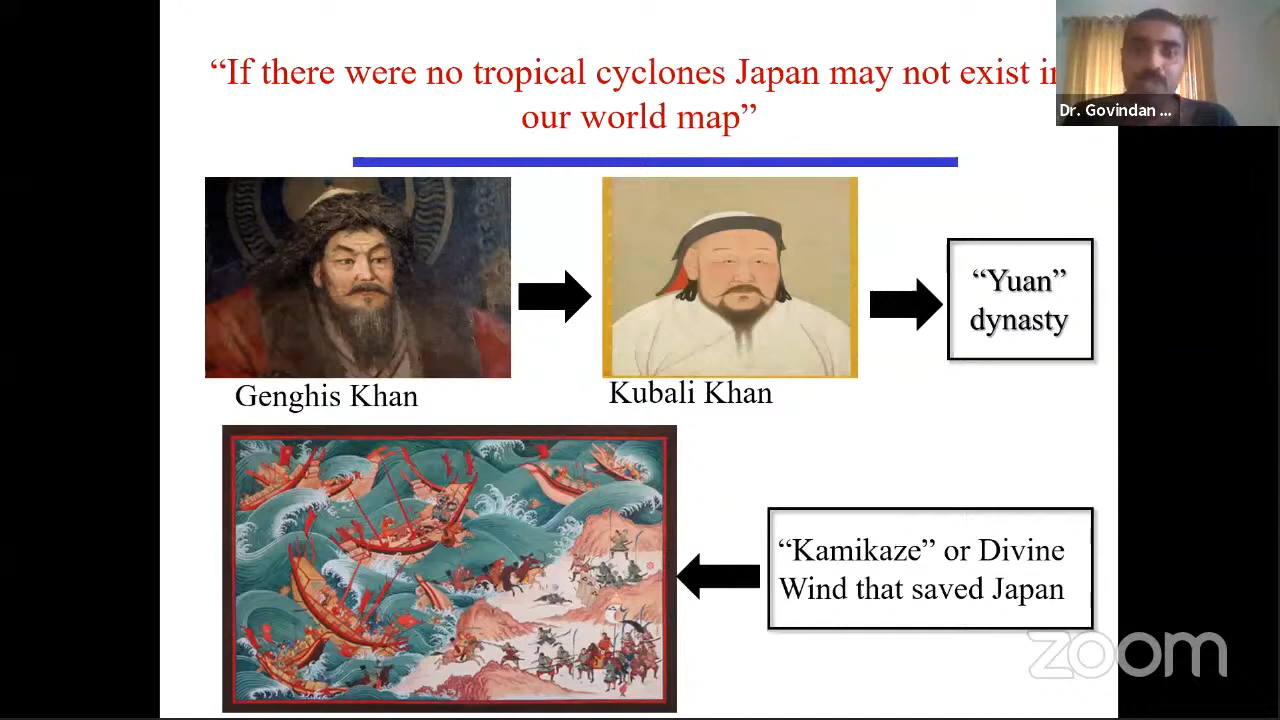 “If there were no tropical cyclones Japan may not exist in
our world map”
Dr. Govindan ...
“Yuan”
dynasty
Genghis Khan
Kubali Khan
“Kamikaze” or Divine
Wind that saved Japan
zoom